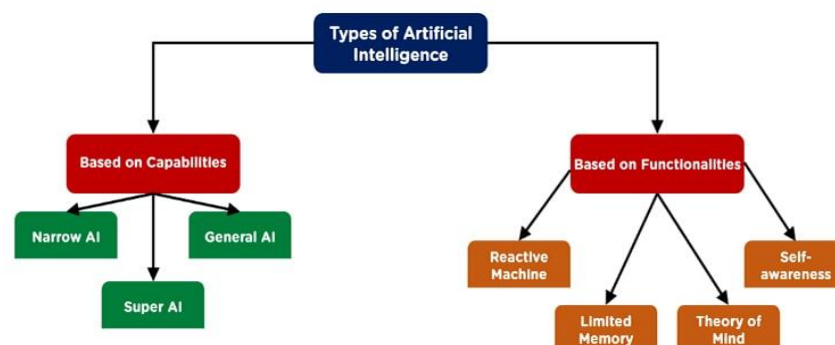 Types of Artificial
Intelligence
Based on Capabilities
Based on Functionalities
Narrow AI
General AI
Super AI
Reactive
Machine
Self-
awareness
Limited
Memory
Theory of
Mind